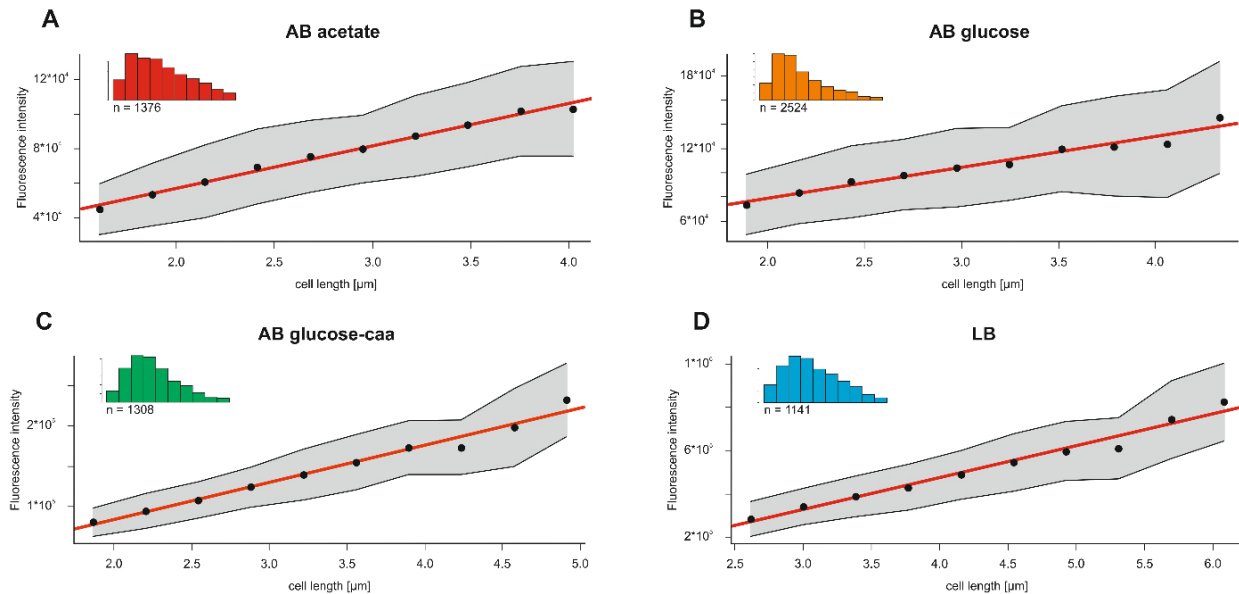 A
AB acetate
n = 1376
Fluorescence intensity
12*10⁴
8*10⁴
4*10⁴
2.0 2.5 3.0 3.5 4.0
cell length [µm]
B
AB glucose
n = 2524
Fluorescence intensity
18*10⁴
12*10⁴
6*10⁴
2.0 2.5 3.0 3.5 4.0
cell length [µm]
C
AB glucose-caa
n = 1308
Fluorescence intensity
2*10⁵
1*10⁵
2.0 2.5 3.0 3.5 4.0 4.5 5.0
cell length [µm]
D
LB
n = 1141
Fluorescence intensity
1*10⁶
6*10⁵
2*10⁵
2.5 3.0 3.5 4.0 4.5 5.0 5.5 6.0
cell length [µm]